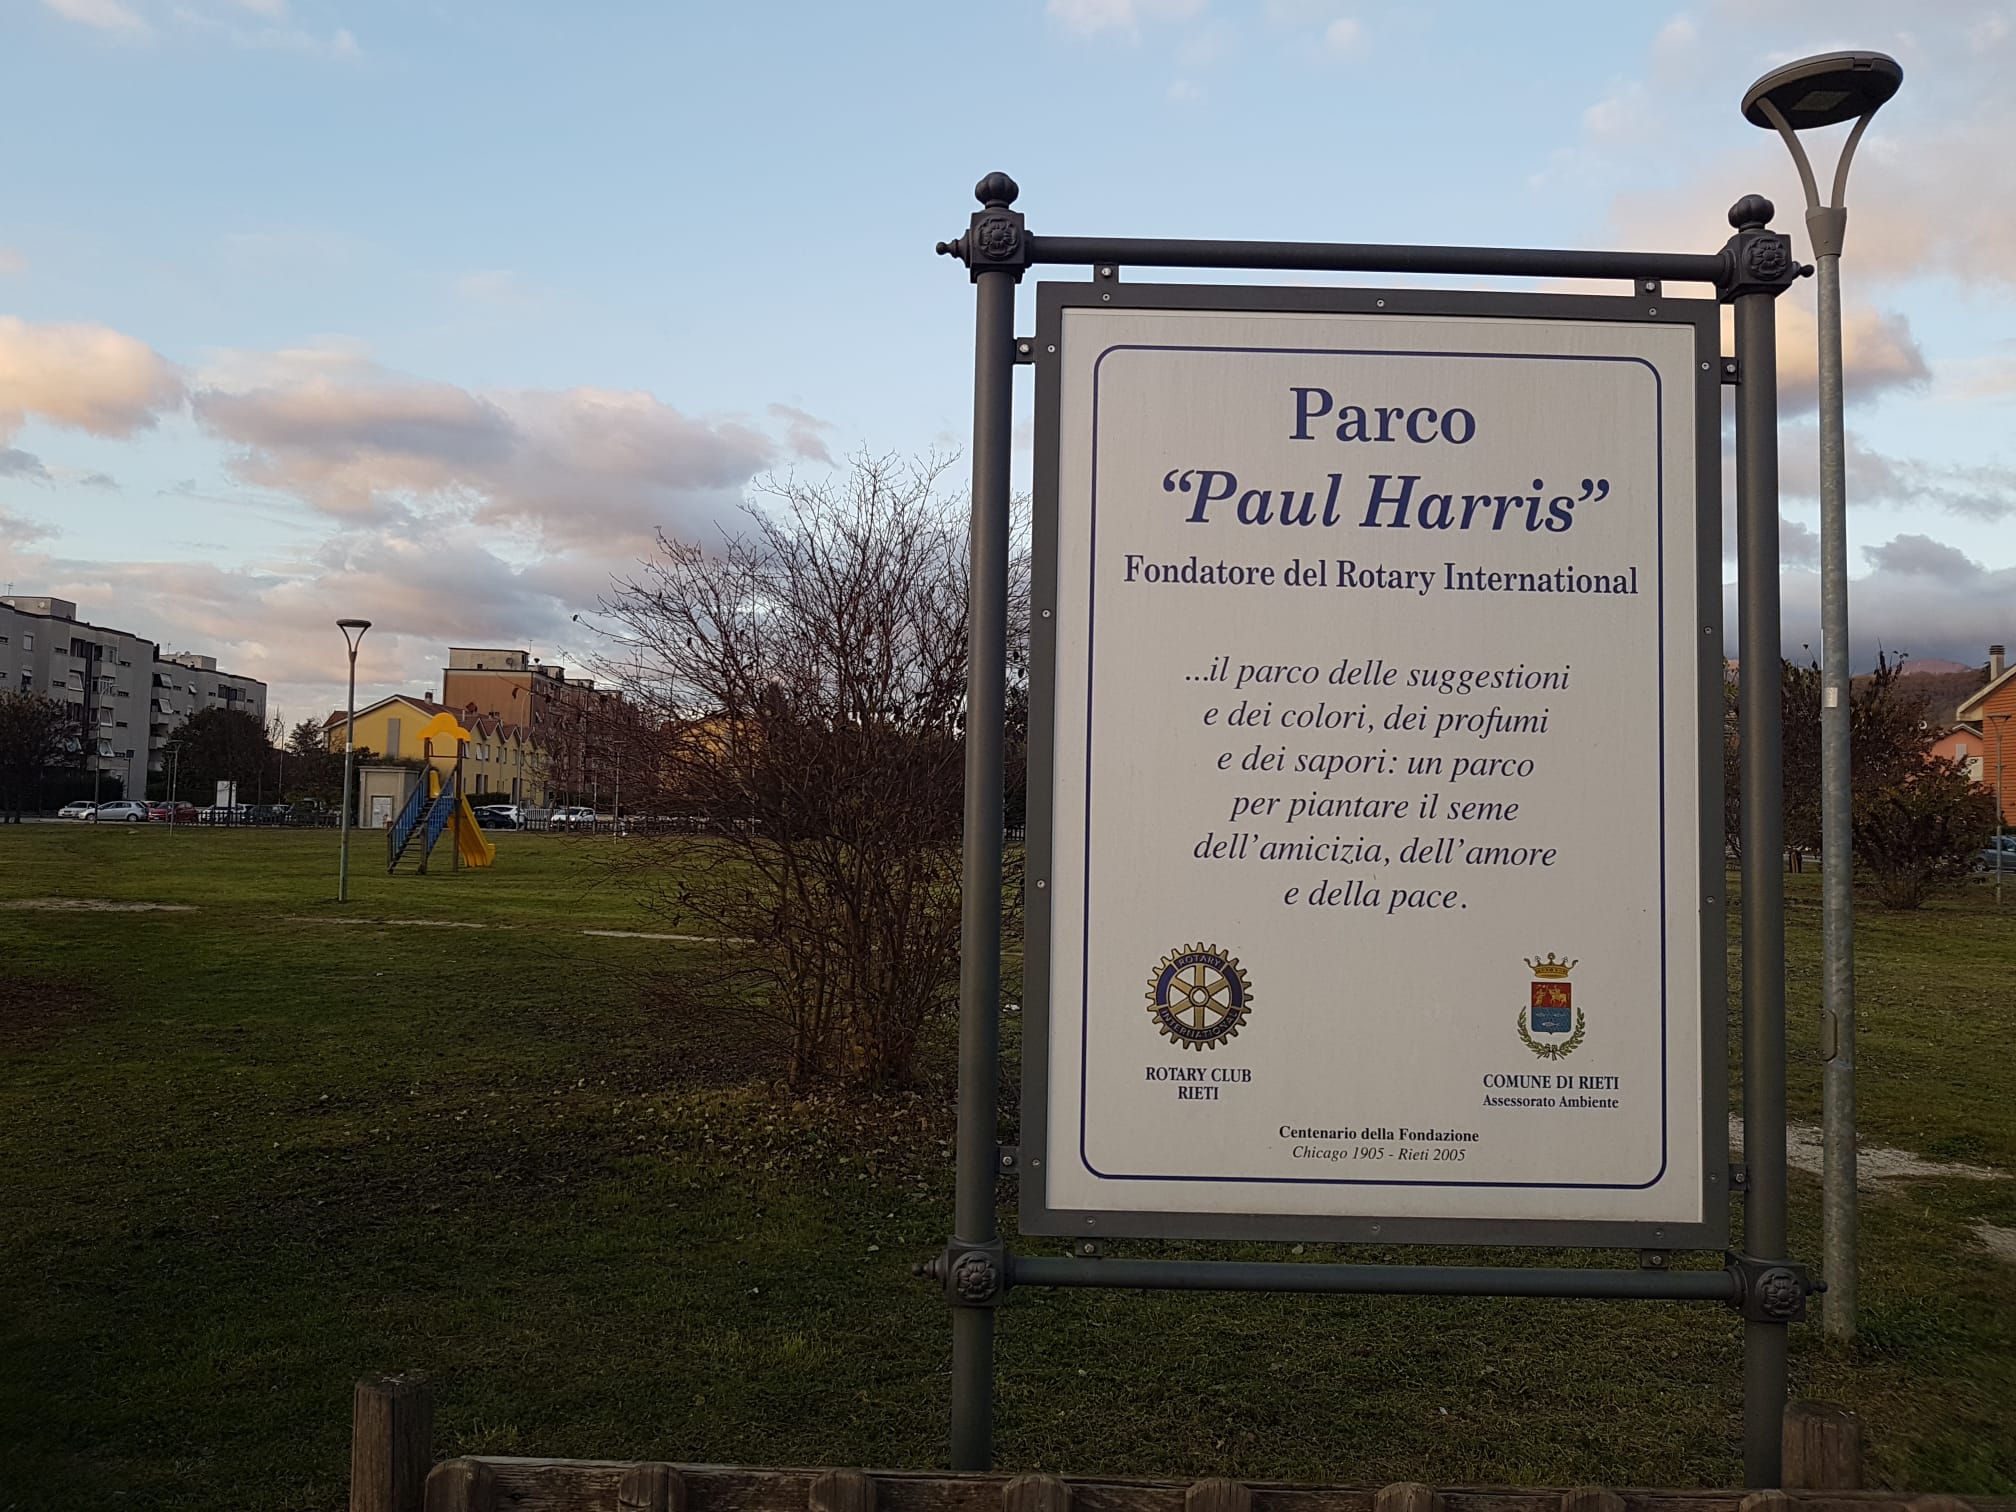 Parco
“Paul Harris”
Fondatore del Rotary International
...il parco delle suggestioni
e dei colori, dei profumi
e dei sapori: un parco
per piantare il seme
dell’amicizia, dell’amore
e della pace.
ROTARY
INTERNATIONAL
ROTARY CLUB
RIETI
COMUNE DI RIETI
Assessorato Ambiente
Centenario della Fondazione
Chicago 1905 - Rieti 2005